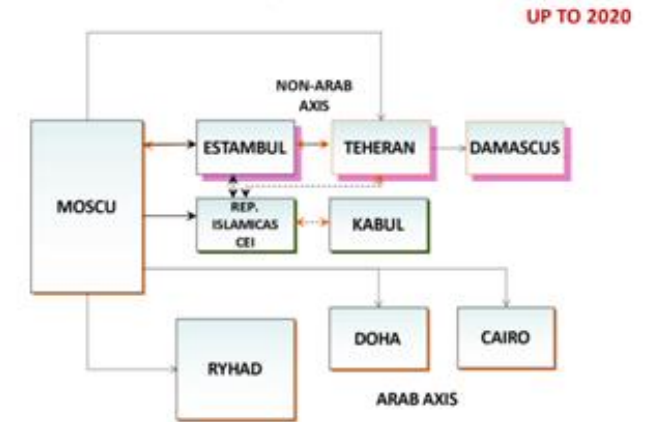 UP TO 2020
NON-ARAB
AXIS
ESTAMBUL
TEHERAN
DAMASCUS
MOSCU
REP.
ISLAMICAS
CEI
KABUL
DOHA
CAIRO
RYHAD
ARAB AXIS